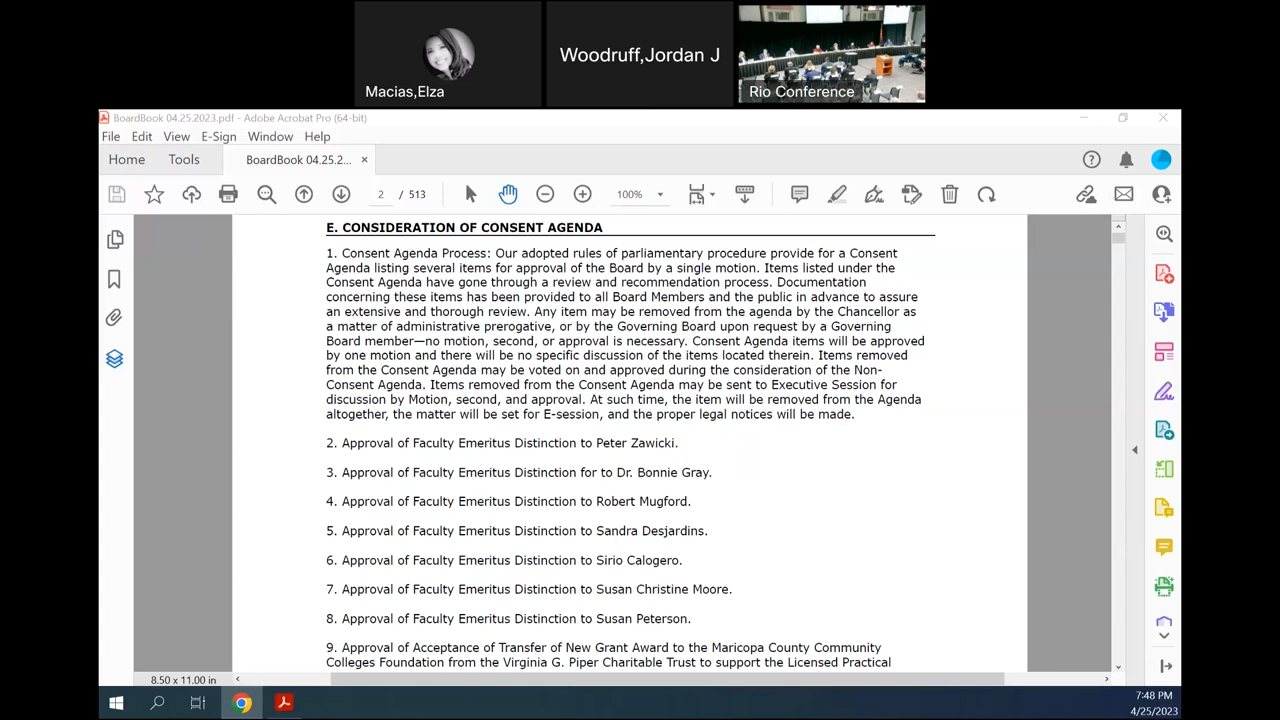 Macias,Elza
Woodruff,Jordan J
Rio Conference
BoardBook 04.25.2023.pdf - Adobe Acrobat Pro (64-bit)
File Edit View E-Sign Window Help
Home Tools BoardBook 04.25.2... ×
2 / 513 100%
E. CONSIDERATION OF CONSENT AGENDA
1. Consent Agenda Process: Our adopted rules of parliamentary procedure provide for a Consent
Agenda listing several items for approval of the Board by a single motion. Items listed under the
Consent Agenda have gone through a review and recommendation process. Documentation
concerning these items has been provided to all Board Members and the public in advance to assure
an extensive and thorough review. Any item may be removed from the agenda by the Chancellor as
a matter of administrative prerogative, or by the Governing Board upon request by a Governing
Board member—no motion, second, or approval is necessary. Consent Agenda items will be approved
by one motion and there will be no specific discussion of the items located therein. Items removed
from the Consent Agenda may be voted on and approved during the consideration of the Non-
Consent Agenda. Items removed from the Consent Agenda may be sent to Executive Session for
discussion by Motion, second, and approval. At such time, the item will be removed from the Agenda
altogether, the matter will be set for E-session, and the proper legal notices will be made.
2. Approval of Faculty Emeritus Distinction to Peter Zawicki.
3. Approval of Faculty Emeritus Distinction for to Dr. Bonnie Gray.
4. Approval of Faculty Emeritus Distinction to Robert Mugford.
5. Approval of Faculty Emeritus Distinction to Sandra Desjardins.
6. Approval of Faculty Emeritus Distinction to Sirio Calogero.
7. Approval of Faculty Emeritus Distinction to Susan Christine Moore.
8. Approval of Faculty Emeritus Distinction to Susan Peterson.
9. Approval of Acceptance of Transfer of New Grant Award to the Maricopa County Community
Colleges Foundation from the Virginia G. Piper Charitable Trust to support the Licensed Practical
8.50 x 11.00 in
7:48 PM
4/25/2023